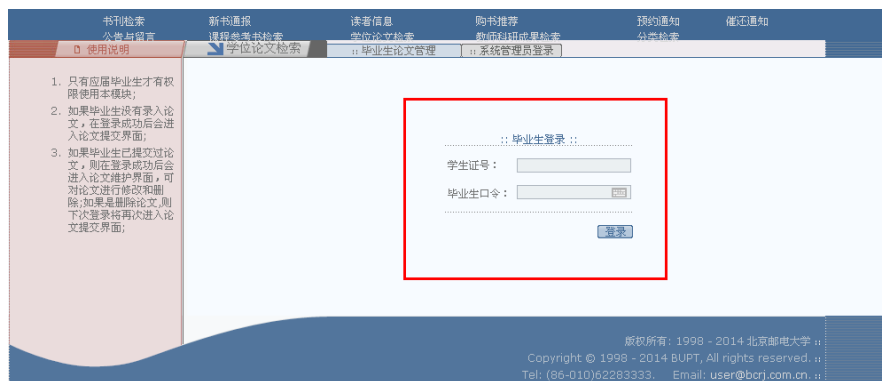 书刊检索 新书通报 读者信息 购书推荐 预约通知 催还通知
公告与留言 课程参考书检索 学位论文检索 教师科研成果检索 分类检索
使用说明 学位论文检索 :: 毕业生论文管理 :: 系统管理员登录
1. 只有应届毕业生才有权
限使用本模块;
2. 如果毕业生没有录入论
文，在登录成功后会进
入论文提交界面;
3. 如果毕业生已提交过论
文，则在登录成功后会
进入论文维护界面，可
对论文进行修改和删
除;如果是删除论文,则
下次登录将再次进入论
文提交界面;
:: 毕业生登录 ::
学生证号：
毕业生口令：
登录
版权所有: 1998 - 2014 北京邮电大学 ::
Copyright © 1998 - 2014 BUPT, All rights reserved. ::
Tel: (86-010)62283333. Email: user@bcrj.com.cn. ::